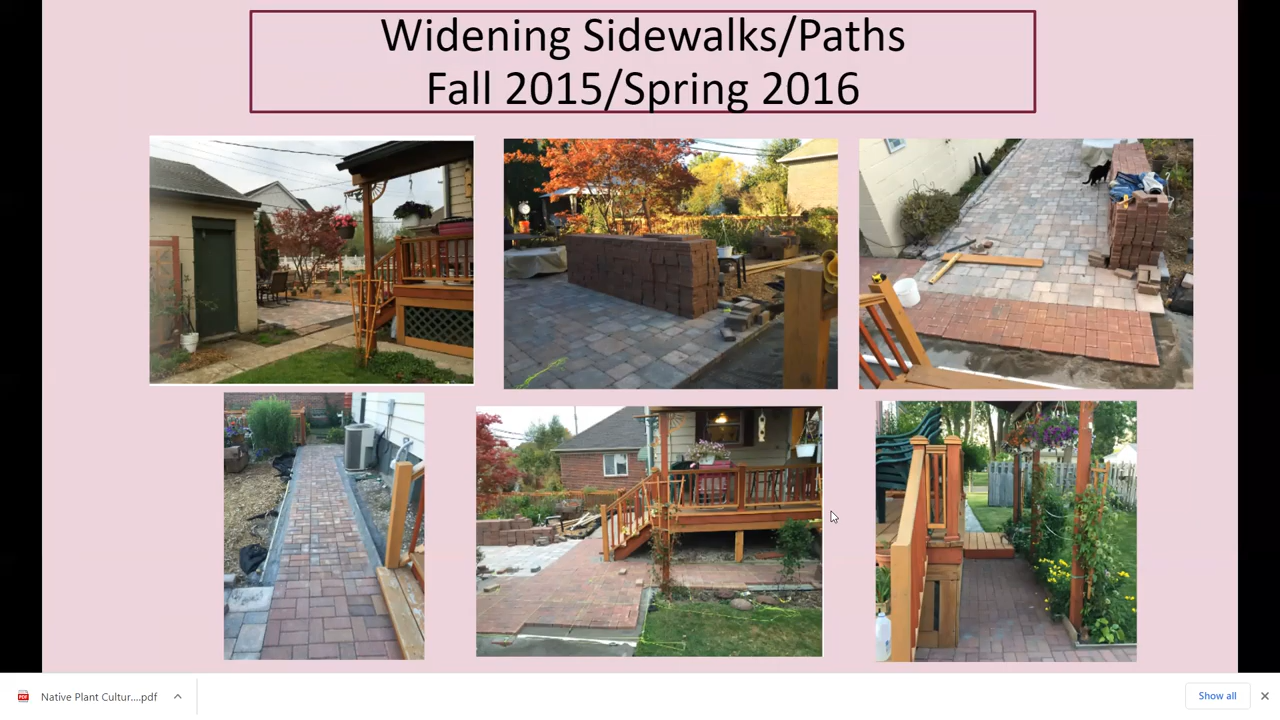 Widening Sidewalks/Paths
Fall 2015/Spring 2016
Native Plant Cultur....pdf
Show all